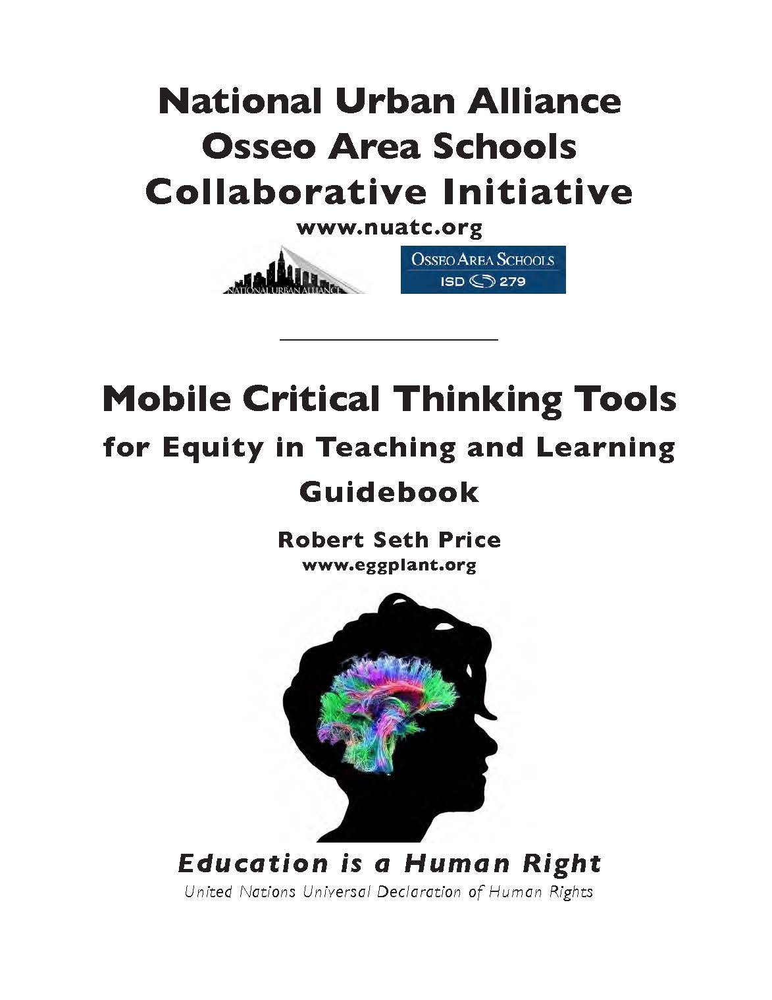 National Urban Alliance
Osseo Area Schools
Collaborative Initiative
www.nuatc.org
NATIONAL URBAN ALLIANCE
OSSEO AREA SCHOOLS
ISD 279
Mobile Critical Thinking Tools
for Equity in Teaching and Learning
Guidebook
Robert Seth Price
www.eggplant.org
Education is a Human Right
United Nations Universal Declaration of Human Rights